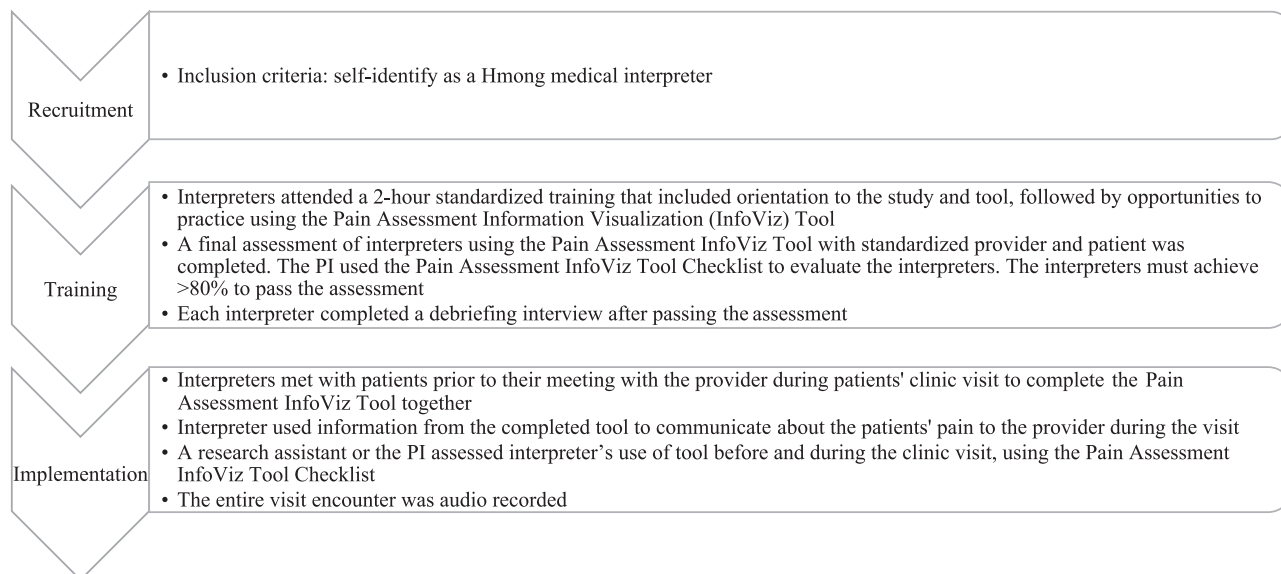 Recruitment
• Inclusion criteria: self-identify as a Hmong medical interpreter
Training
• Interpreters attended a 2-hour standardized training that included orientation to the study and tool, followed by opportunities to
practice using the Pain Assessment Information Visualization (InfoViz) Tool
• A final assessment of interpreters using the Pain Assessment InfoViz Tool with standardized provider and patient was
completed. The PI used the Pain Assessment InfoViz Tool Checklist to evaluate the interpreters. The interpreters must achieve
>80% to pass the assessment
• Each interpreter completed a debriefing interview after passing the assessment
Implementation
• Interpreters met with patients prior to their meeting with the provider during patients' clinic visit to complete the Pain
Assessment InfoViz Tool together
• Interpreter used information from the completed tool to communicate about the patients' pain to the provider during the visit
• A research assistant or the PI assessed interpreter’s use of tool before and during the clinic visit, using the Pain Assessment
InfoViz Tool Checklist
• The entire visit encounter was audio recorded